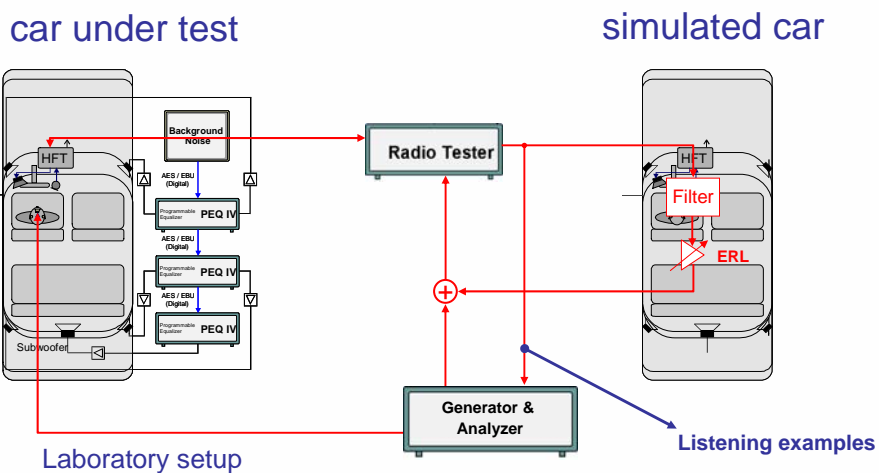 car under test
simulated car
Background
Noise
HFT
AES / EBU
(Digital)
Programmable
Equalizer
PEQ IV
AES / EBU
(Digital)
Programmable
Equalizer
PEQ IV
AES / EBU
(Digital)
Programmable
Equalizer
PEQ IV
Subwoofer
Radio Tester
+
HFT
Filter
ERL
Generator &
Analyzer
Listening examples
Laboratory setup